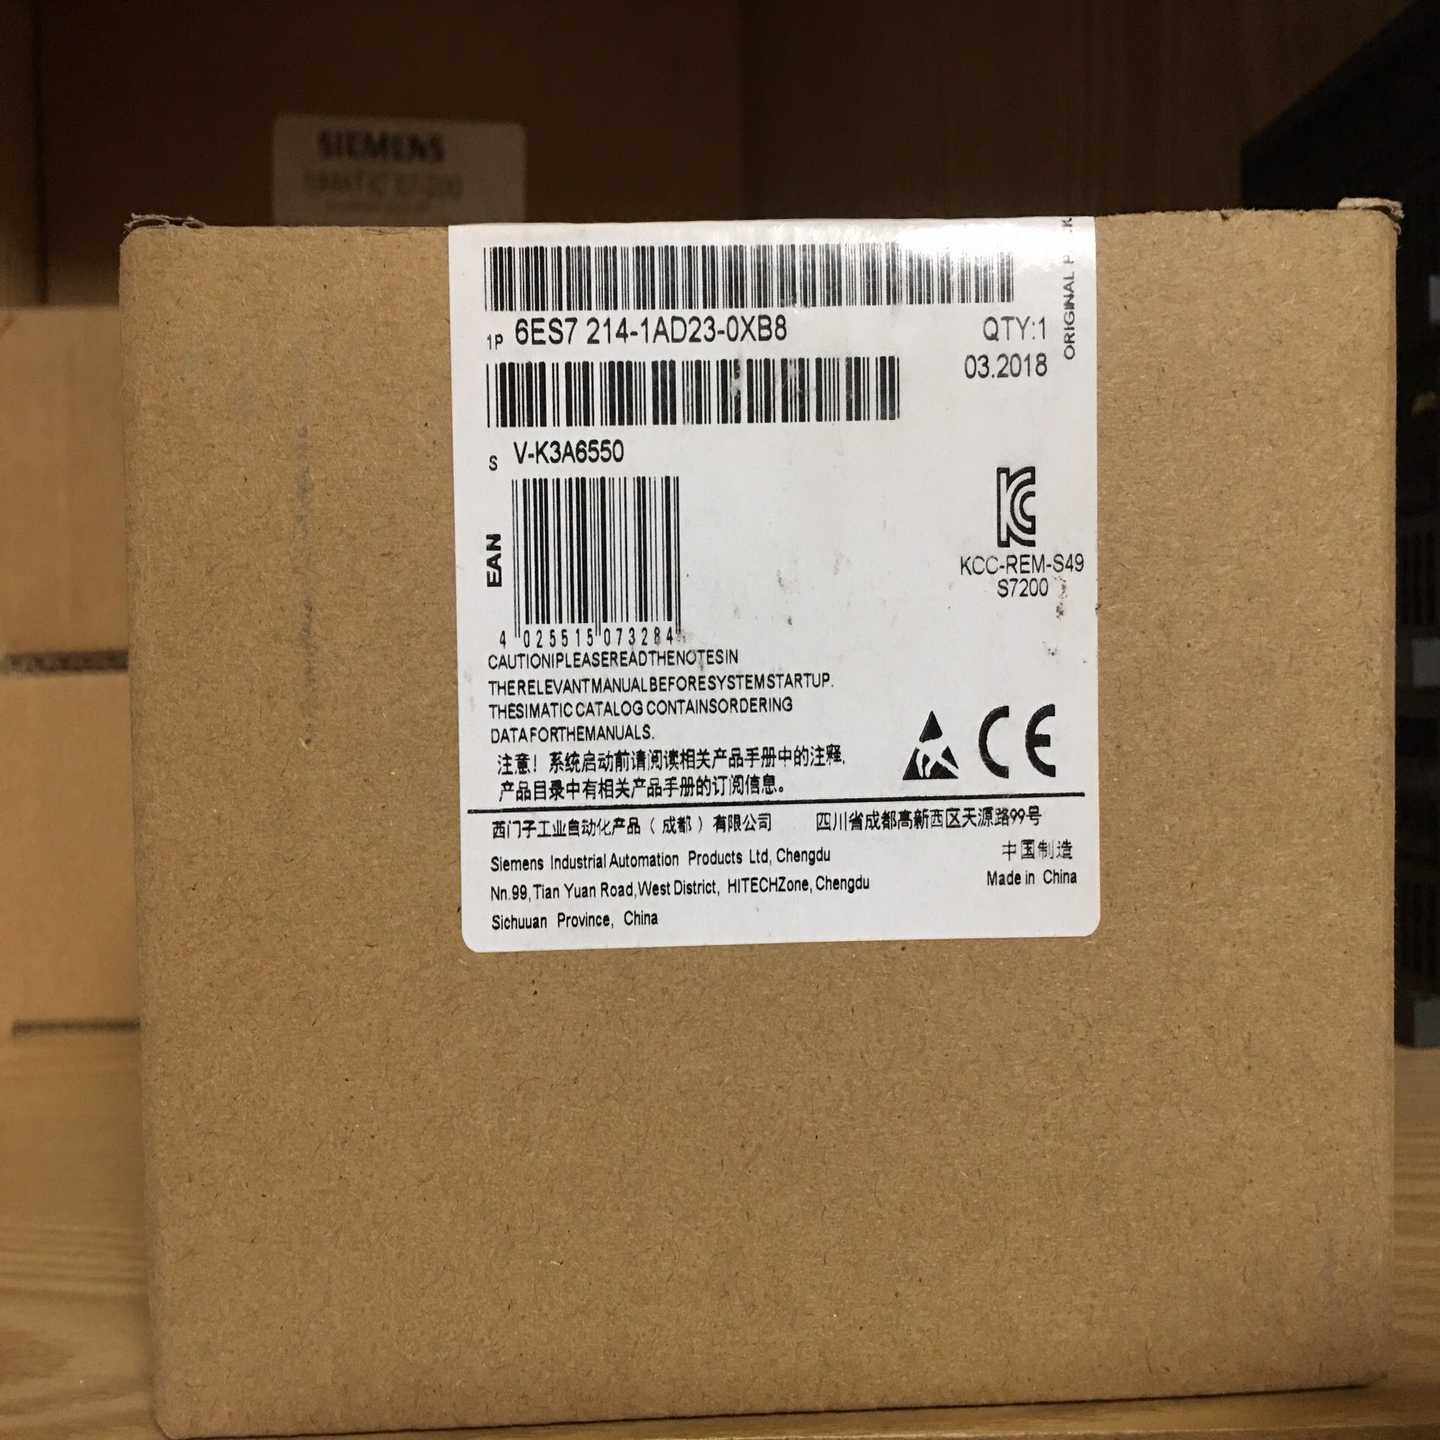 SIEMENS
SIMATIC S7-200
ORIGINAL
1P 6ES7 214-1AD23-0XB8
QTY:1
03.2018
S V-K3A6550
EAN
4 025515 073284
KCC-REM-S49
S7200
CAUTION!PLEASEREADTHENOTESIN
THERELEVANTMANUALBEFORESYSTEMSTARTUP.
THESIMATIC CATALOG CONTAINSORDERING
DATAFORTHEMANUALS.
注意！系统启动前请阅读相关产品手册中的注释,
产品目录中有相关产品手册的订阅信息。
CE
西门子工业自动化产品（成都）有限公司 四川省成都高新西区天源路99号
Siemens Industrial Automation Products Ltd, Chengdu
中国制造
Nn.99, Tian Yuan Road,West District, HITECHZone, Chengdu
Made in China
Sichuuan Province, China